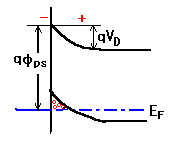 − +
qV_D
qϕ_ps
E_F